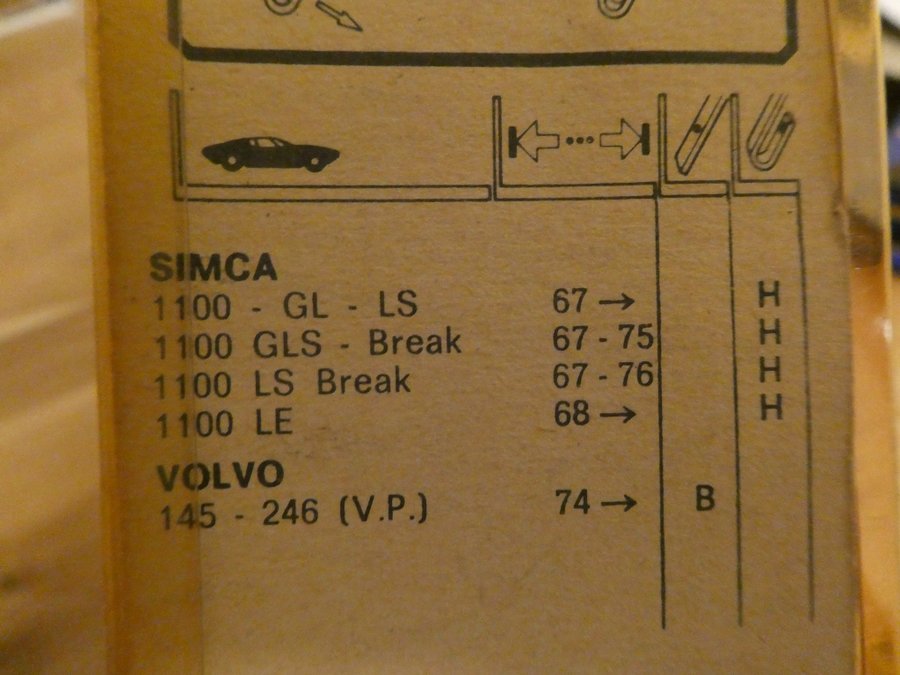 SIMCA
1100 - GL - LS 67 → H
1100 GLS - Break 67 - 75 H
1100 LS Break 67 - 76 H
1100 LE 68 → H
VOLVO
145 - 246 (V.P.) 74 → B